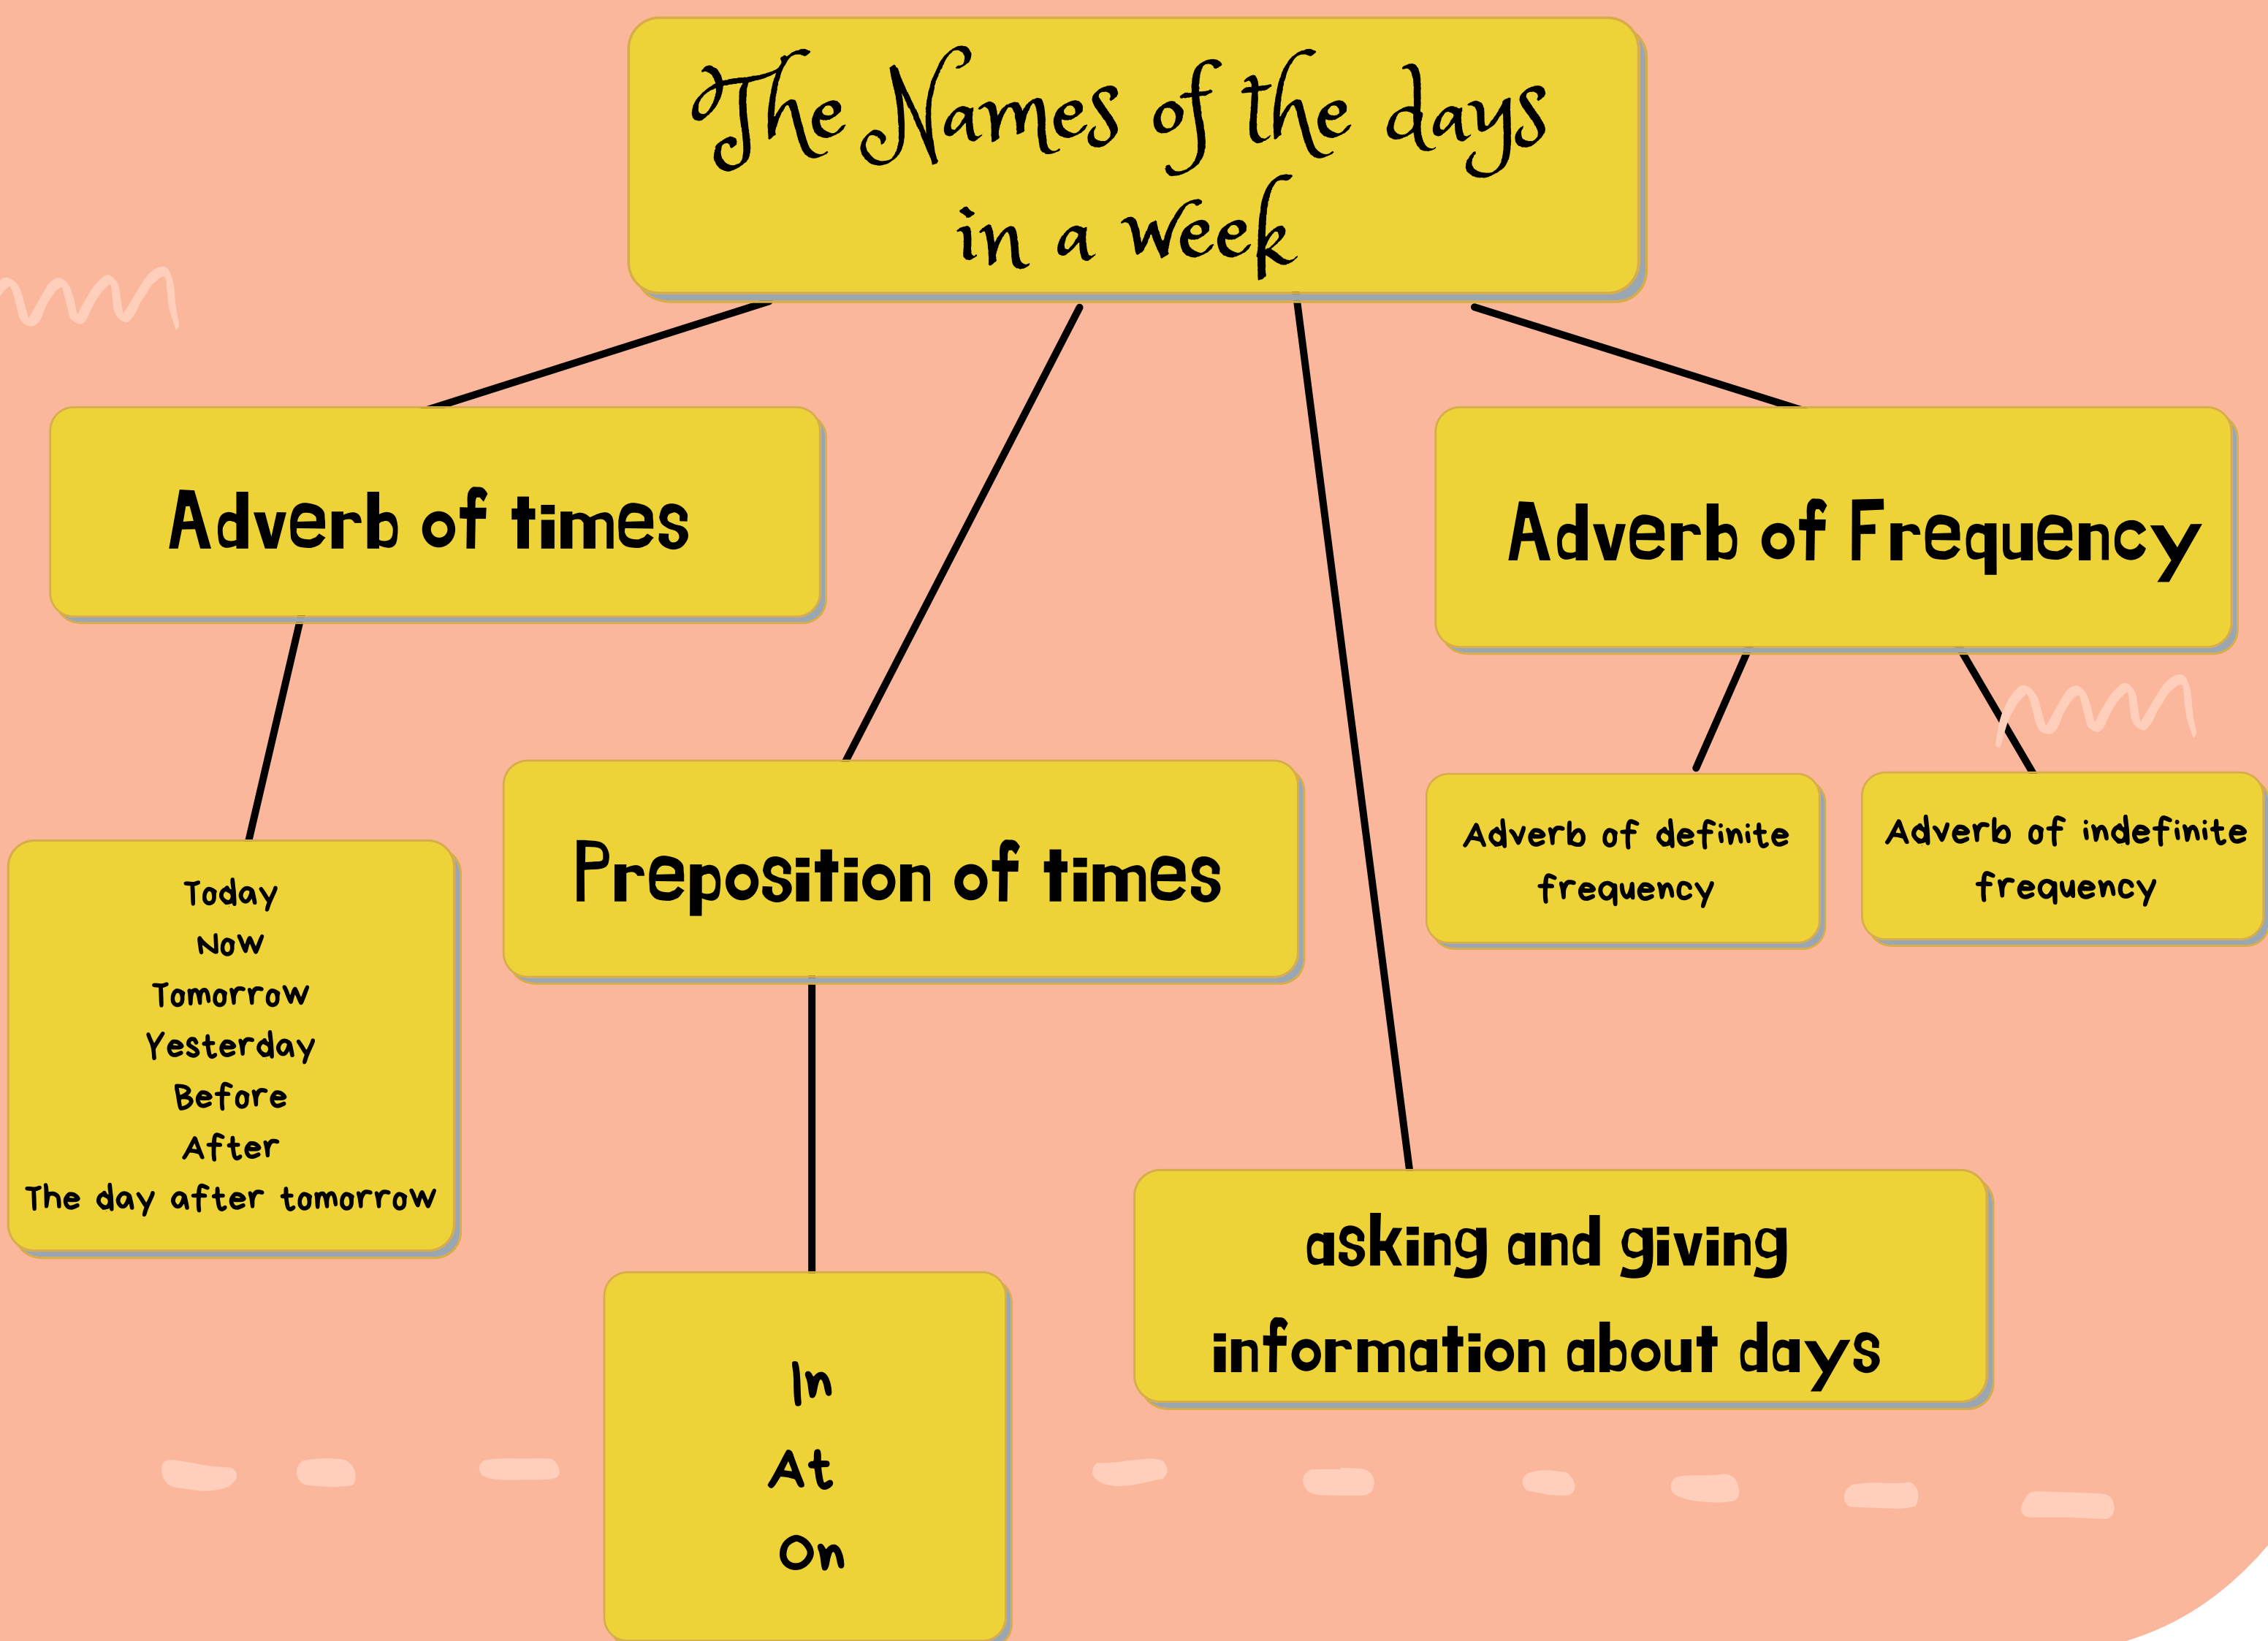 The Names of the days
in a week
Adverb of times
Adverb of Frequency
Preposition of times
Adverb of definite
frequency
Adverb of indefinite
frequency
Today
Now
Tomorrow
Yesterday
Before
After
The day after tomorrow
asking and giving
information about days
In
At
On